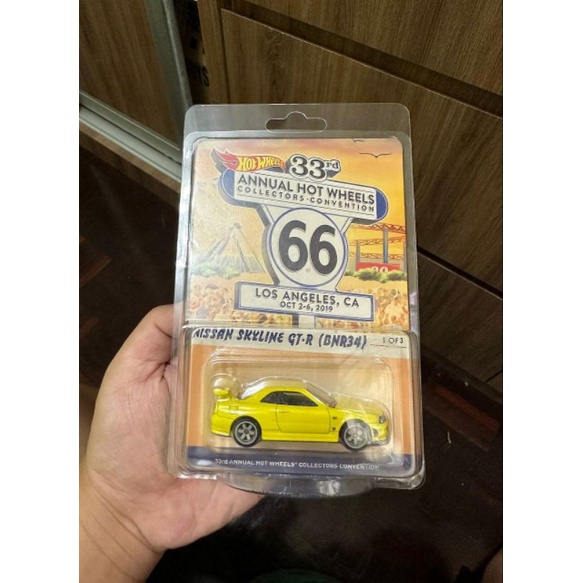 HOT WHEELS 33rd
ANNUAL HOT WHEELS
COLLECTORS · CONVENTION
66
LOS ANGELES, CA
OCT 2-6, 2019
NISSAN SKYLINE GT-R (BNR34)
1 OF 3
33rd ANNUAL HOT WHEELS® COLLECTORS CONVENTION